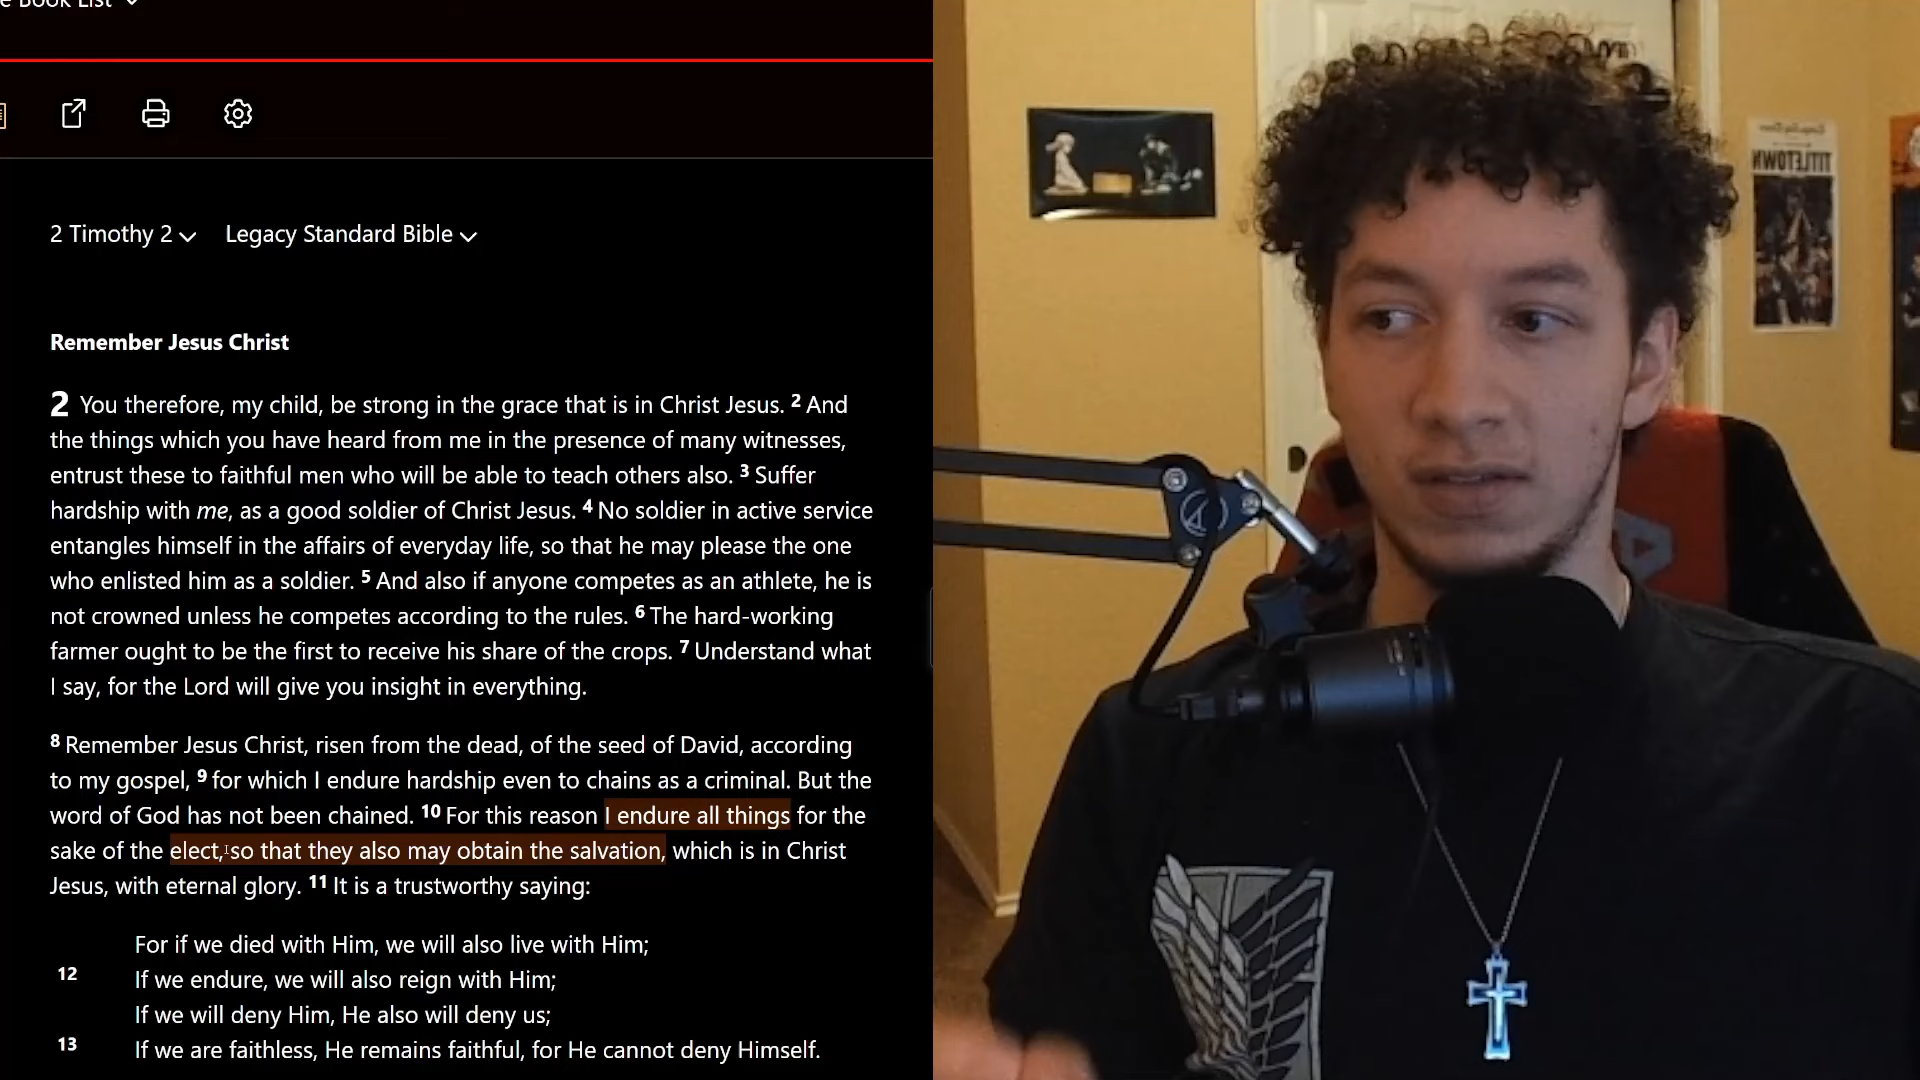 e Book List
2 Timothy 2 Legacy Standard Bible
Remember Jesus Christ
2 You therefore, my child, be strong in the grace that is in Christ Jesus. 2 And
the things which you have heard from me in the presence of many witnesses,
entrust these to faithful men who will be able to teach others also. 3 Suffer
hardship with me, as a good soldier of Christ Jesus. 4 No soldier in active service
entangles himself in the affairs of everyday life, so that he may please the one
who enlisted him as a soldier. 5 And also if anyone competes as an athlete, he is
not crowned unless he competes according to the rules. 6 The hard-working
farmer ought to be the first to receive his share of the crops. 7 Understand what
I say, for the Lord will give you insight in everything.
8 Remember Jesus Christ, risen from the dead, of the seed of David, according
to my gospel, 9 for which I endure hardship even to chains as a criminal. But the
word of God has not been chained. 10 For this reason I endure all things for the
sake of the elect, so that they also may obtain the salvation, which is in Christ
Jesus, with eternal glory. 11 It is a trustworthy saying:
For if we died with Him, we will also live with Him;
12 If we endure, we will also reign with Him;
If we will deny Him, He also will deny us;
13 If we are faithless, He remains faithful, for He cannot deny Himself.
TITLETOWN